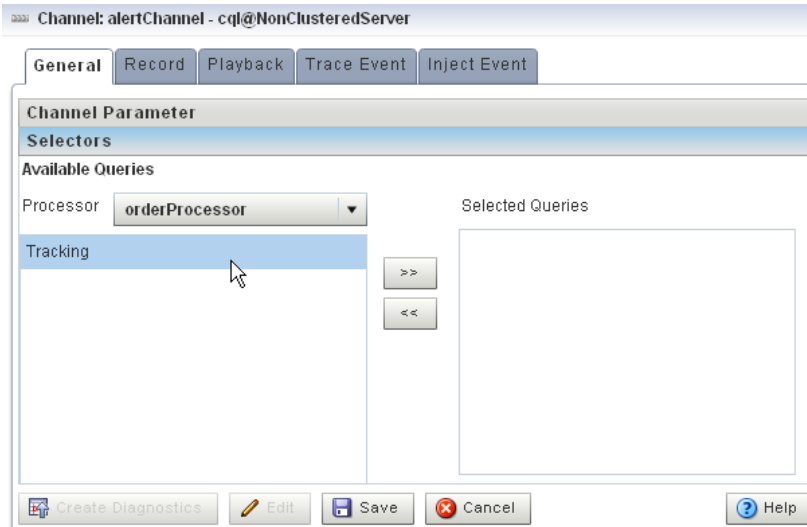 Channel: alertChannel - cql@NonClusteredServer
General Record Playback Trace Event Inject Event
Channel Parameter
Selectors
Available Queries
Processor orderProcessor Selected Queries
Tracking
>>
<<
Create Diagnostics Edit Save Cancel Help